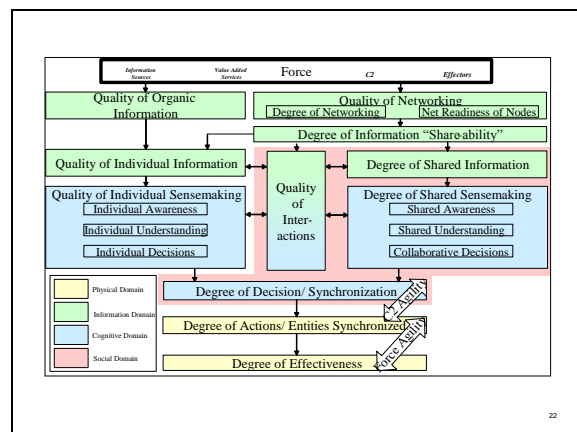 Information
Sources
Value Added
Services
Force
C2
Effectors
Quality of Organic
Information
Quality of Networking
Degree of Networking
Net Readiness of Nodes
Degree of Information “Share-ability”
Quality of Individual Information
Degree of Shared Information
Quality
of
Inter-
actions
Quality of Individual Sensemaking
Individual Awareness
Individual Understanding
Individual Decisions
Degree of Shared Sensemaking
Shared Awareness
Shared Understanding
Collaborative Decisions
Physical Domain
Information Domain
Cognitive Domain
Social Domain
Degree of Decision/ Synchronization
C2 Agility
Degree of Actions/ Entities Synchronized
Force Agility
Degree of Effectiveness
22